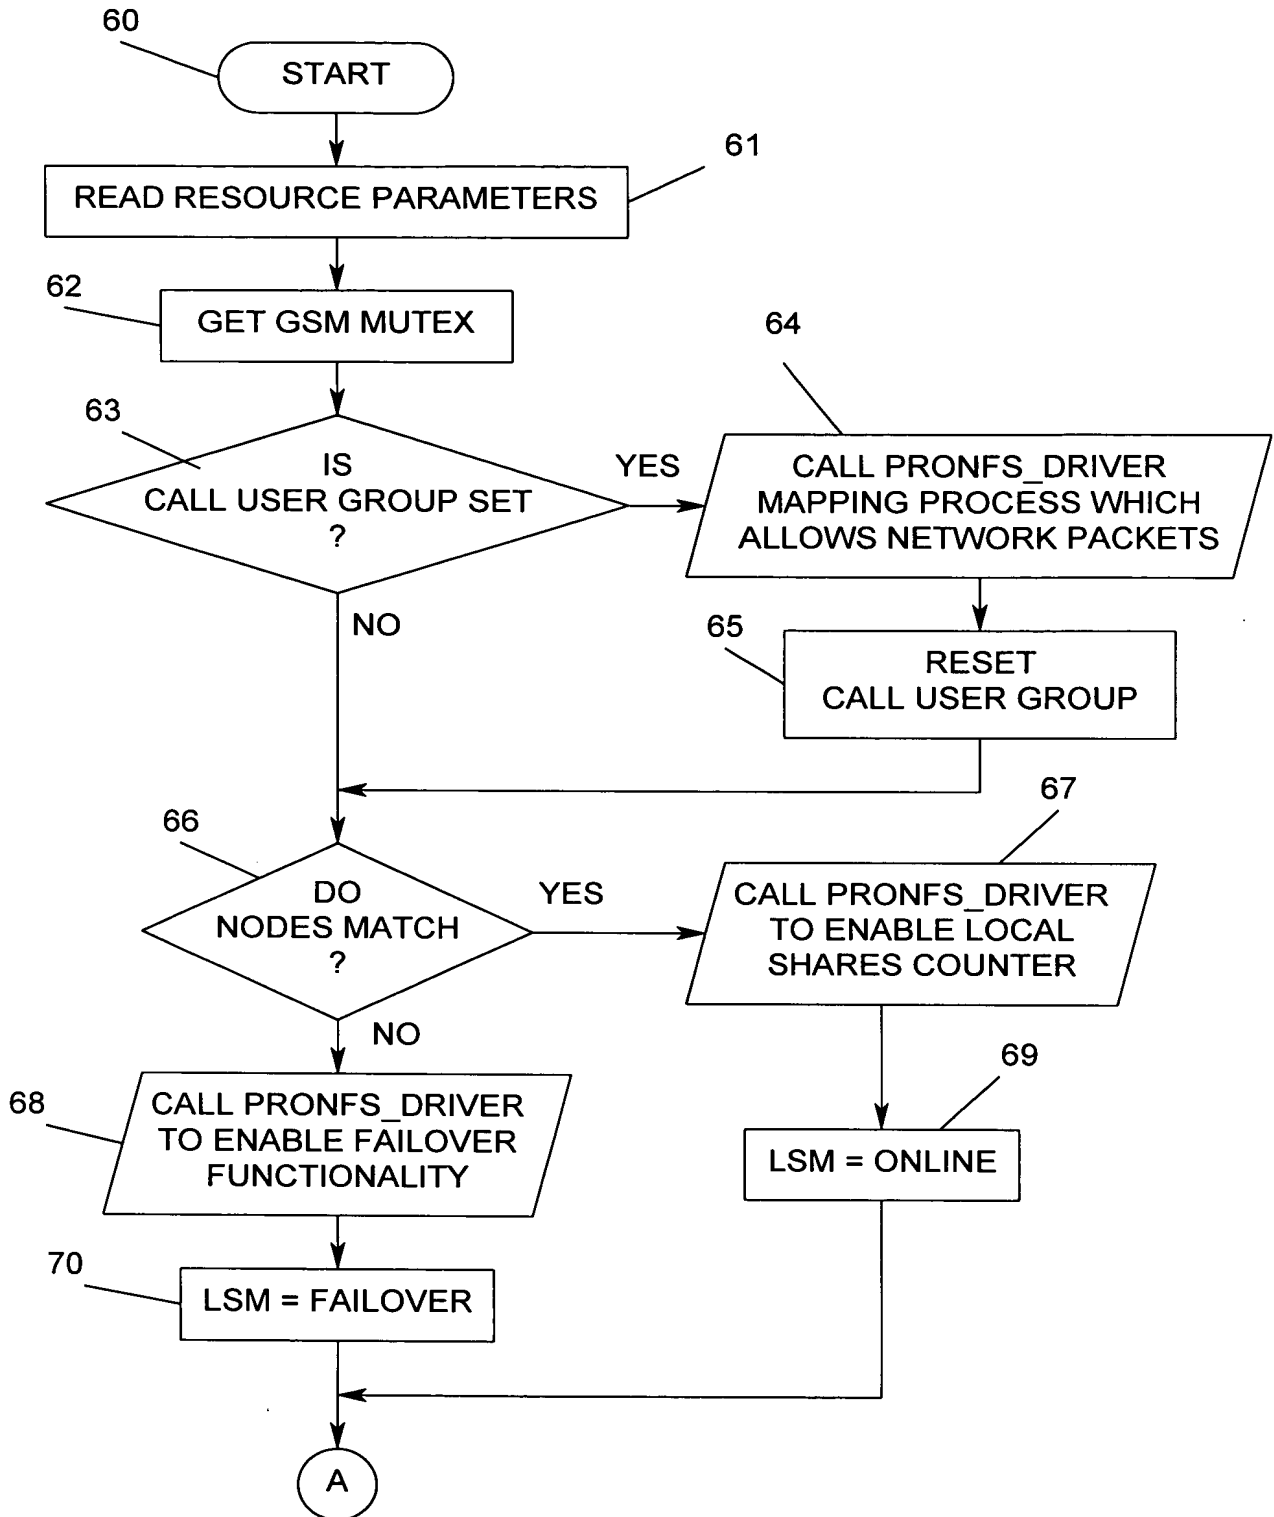 60
START
61
READ RESOURCE PARAMETERS
62
GET GSM MUTEX
63
IS
CALL USER GROUP SET
?
YES
NO
64
CALL PRONFS_DRIVER
MAPPING PROCESS WHICH
ALLOWS NETWORK PACKETS
65
RESET
CALL USER GROUP
66
DO
NODES MATCH
?
YES
NO
67
CALL PRONFS_DRIVER
TO ENABLE LOCAL
SHARES COUNTER
68
CALL PRONFS_DRIVER
TO ENABLE FAILOVER
FUNCTIONALITY
69
LSM = ONLINE
70
LSM = FAILOVER
A